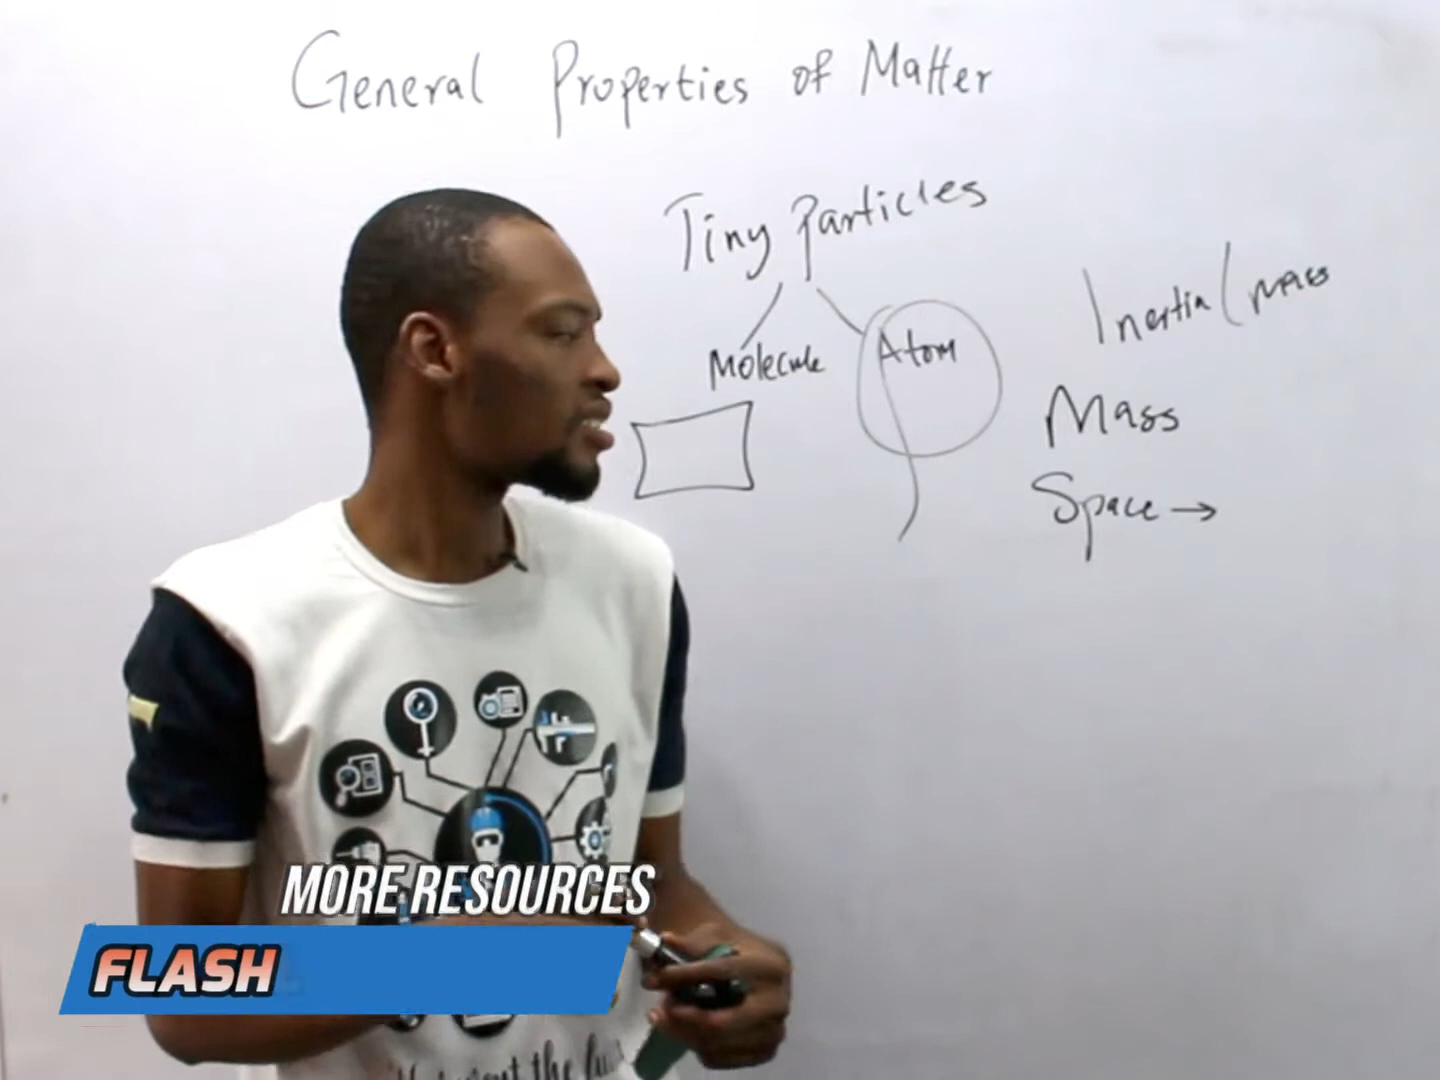 General Properties of Matter
Tiny Particles
Molecule Atom
Inertia (mass
Mass
Space →
MORE RESOURCES
FLASH